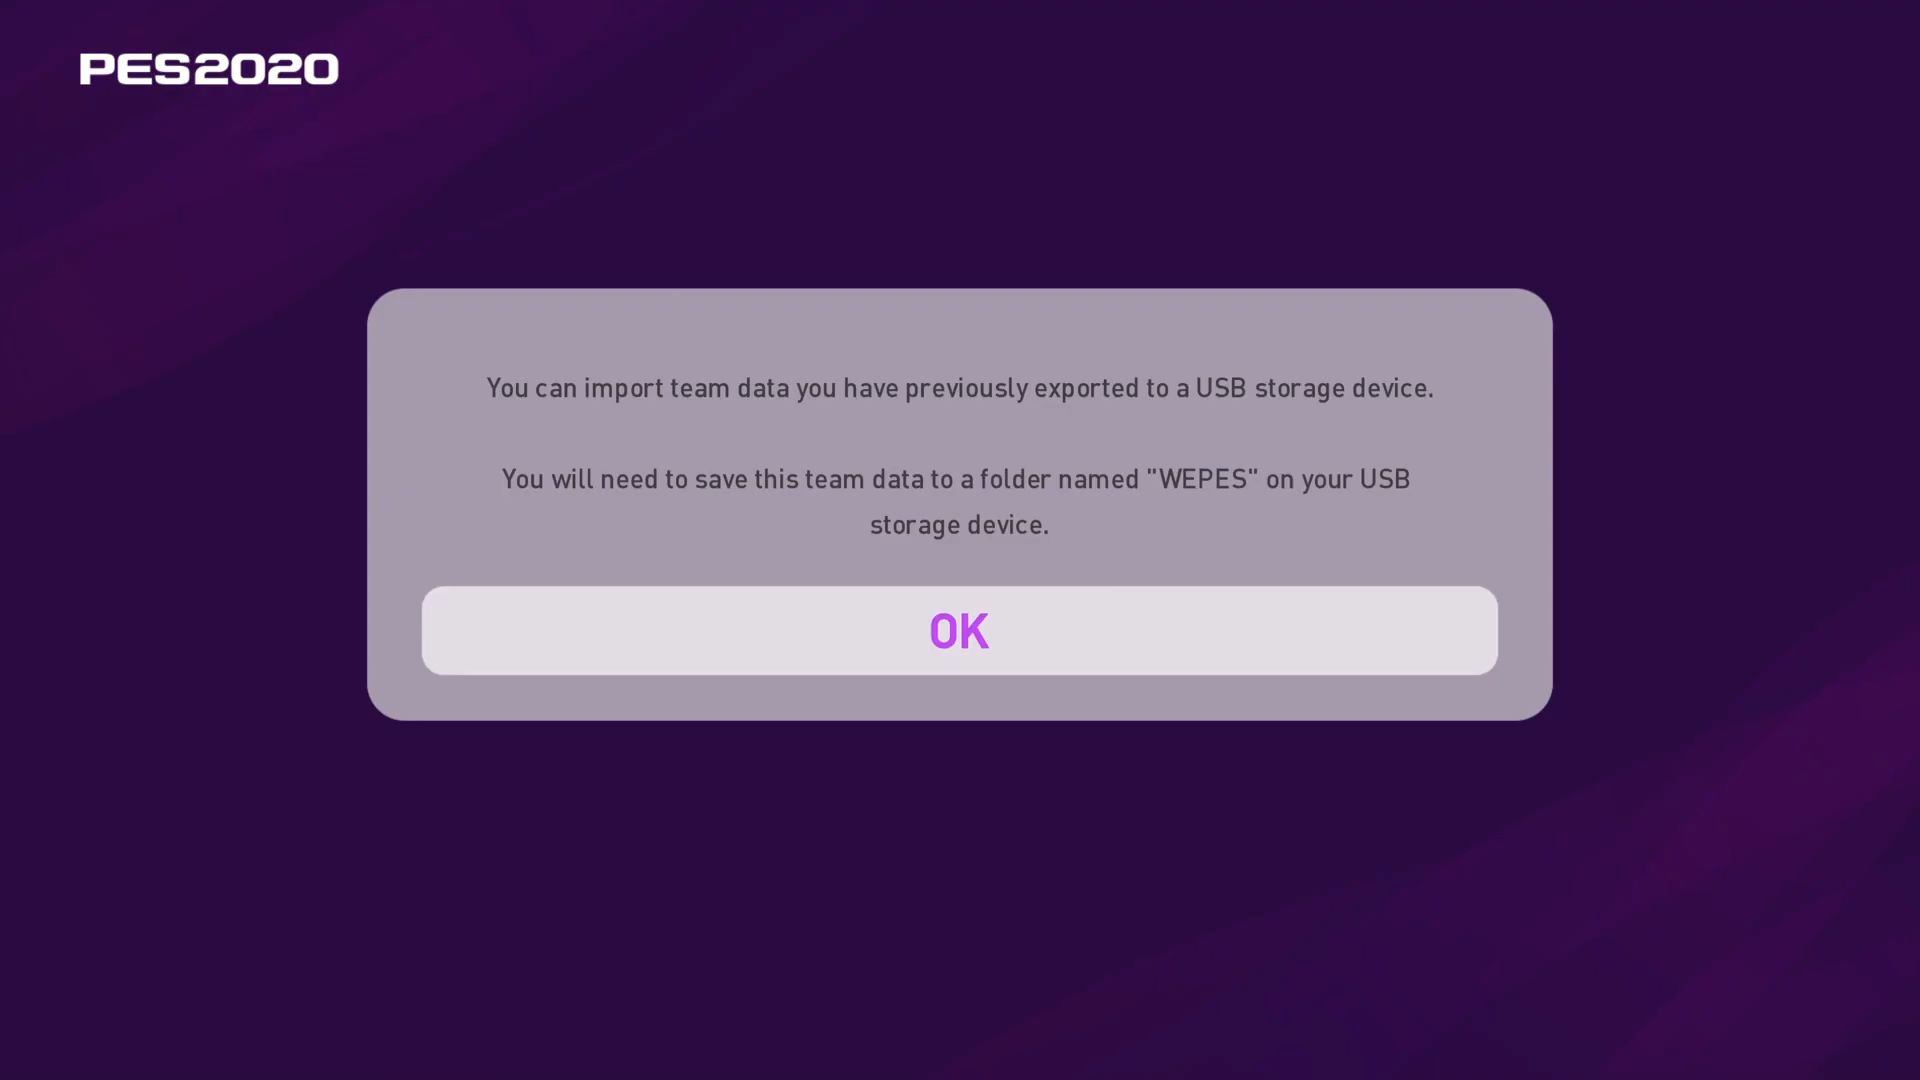 PES2020
You can import team data you have previously exported to a USB storage device.
You will need to save this team data to a folder named "WEPES" on your USB
storage device.
OK